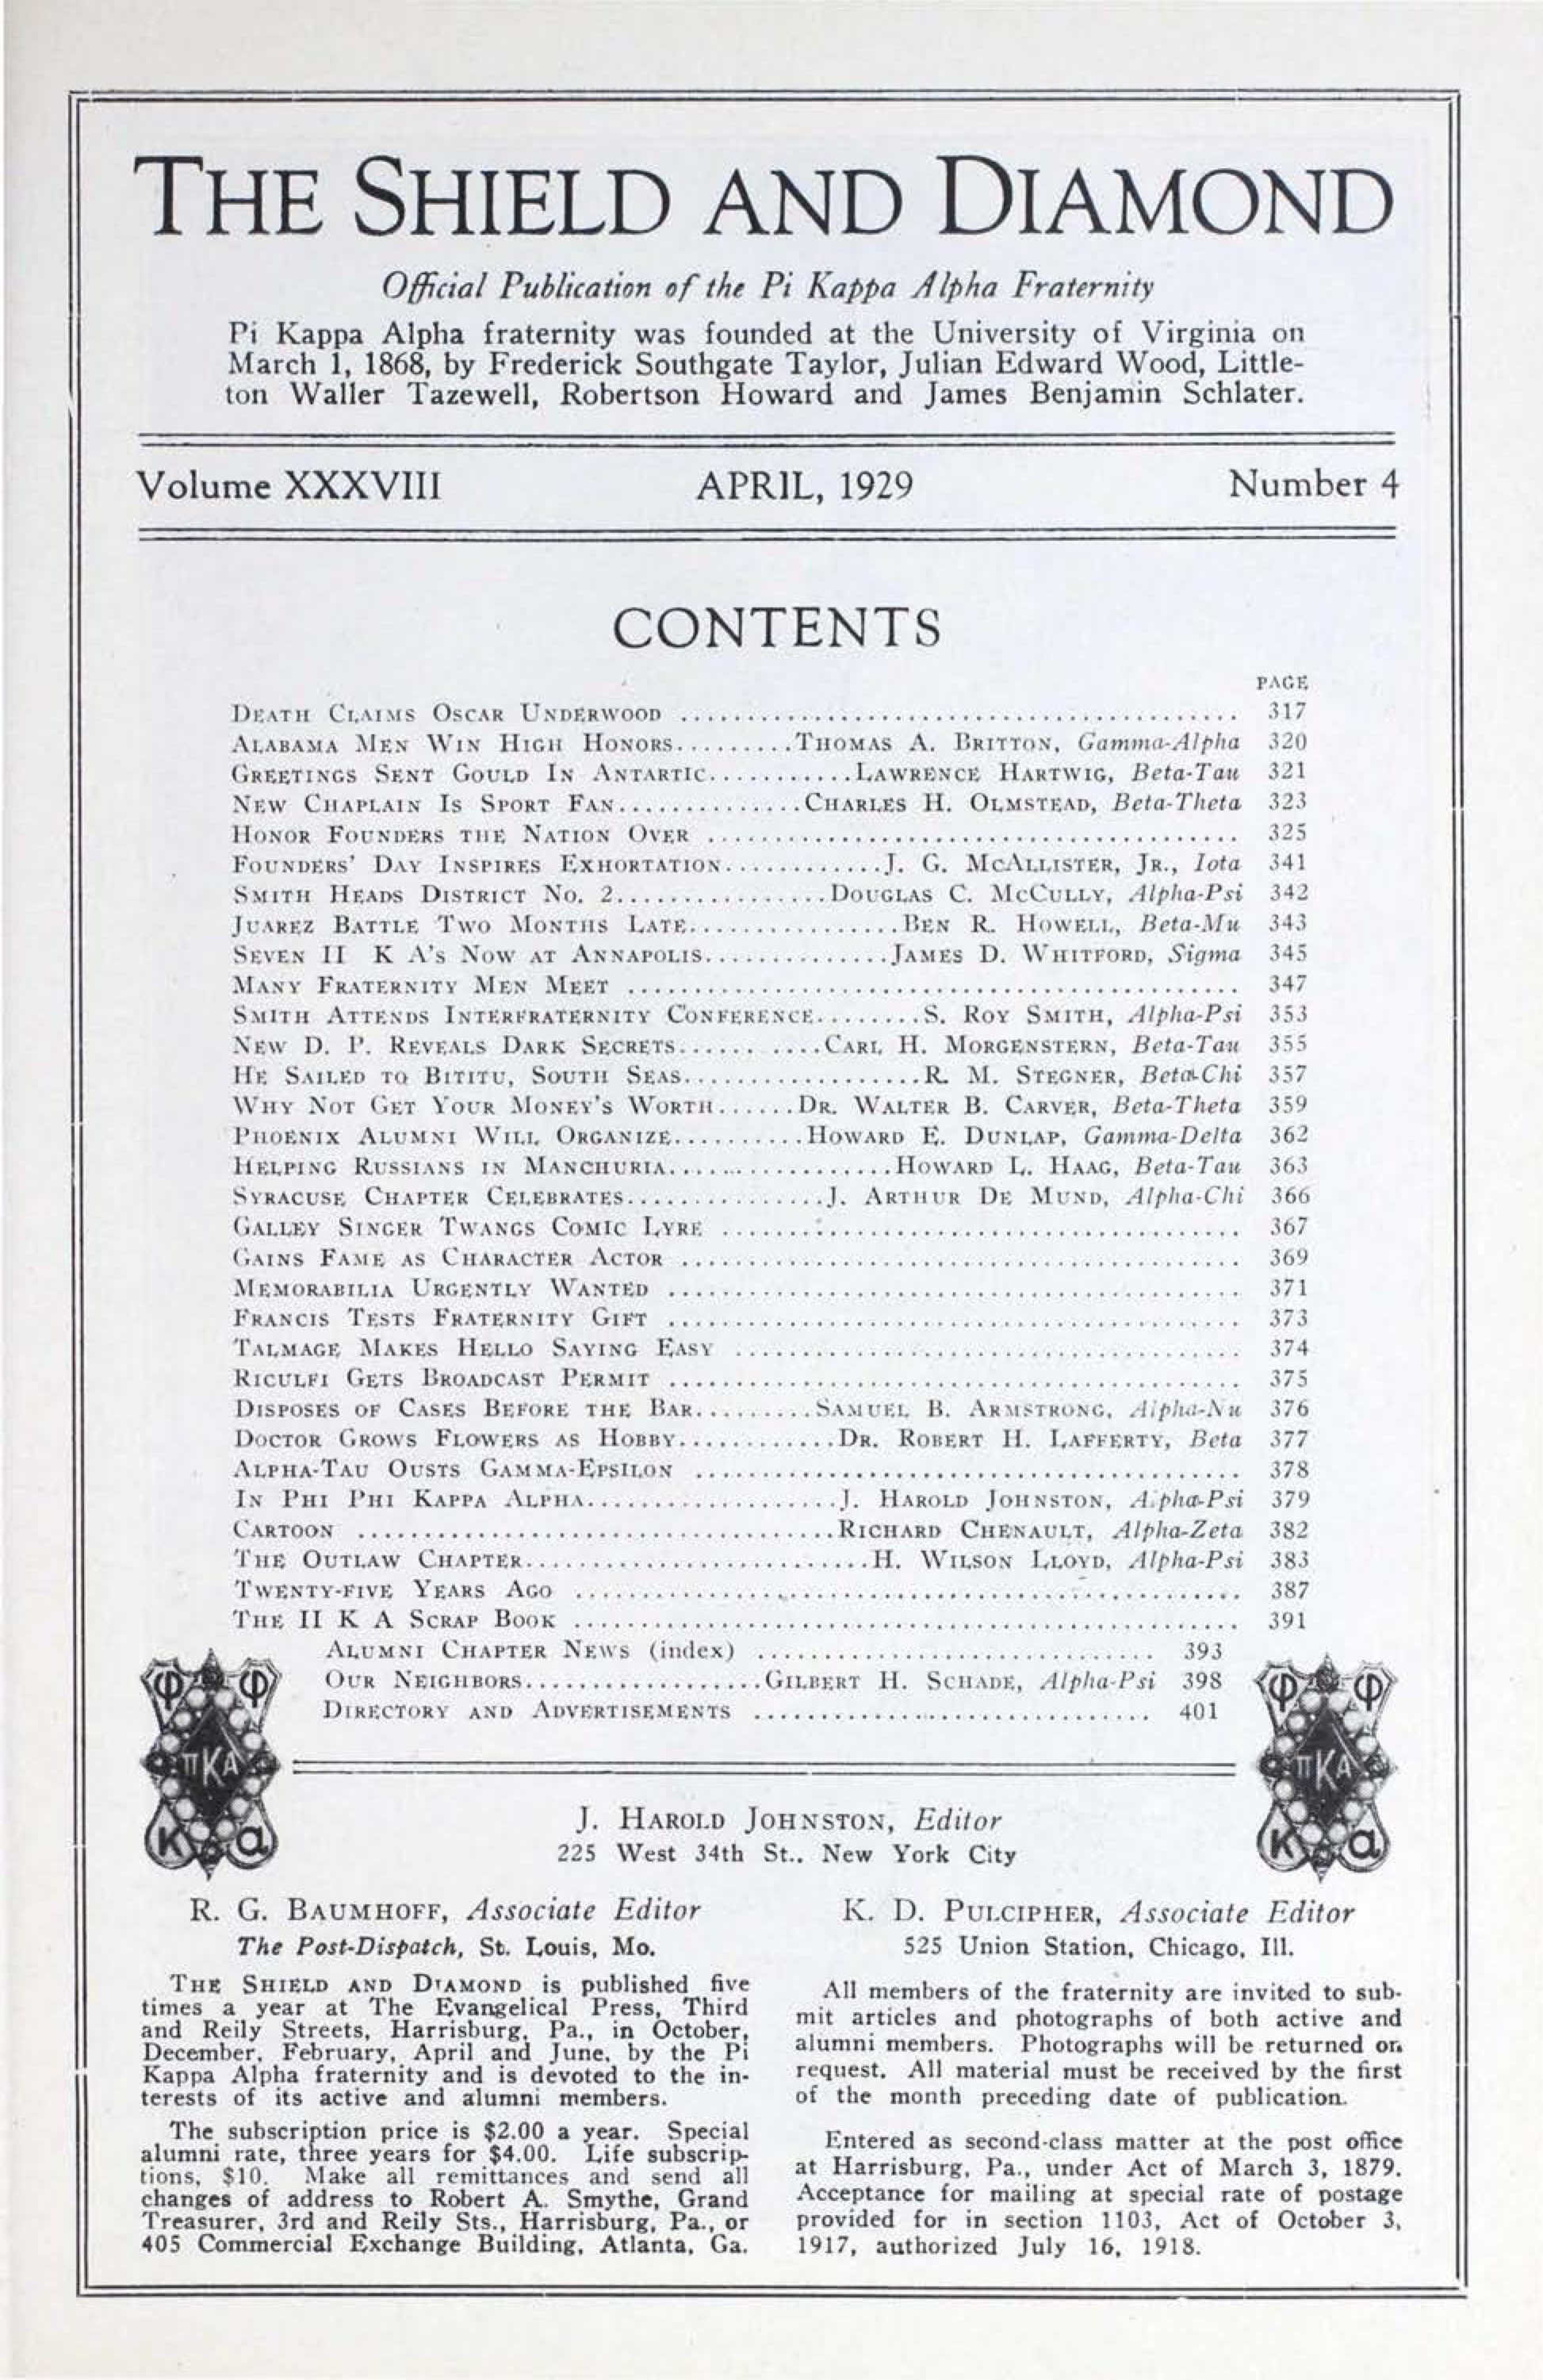 THE SHIELD AND DIAMOND
Official Publication of the Pi Kappa Alpha Fraternity
Pi Kappa Alpha fraternity was founded at the University of Virginia on
March 1, 1868, by Frederick Southgate Taylor, Julian Edward Wood, Little-
ton Waller Tazewell, Robertson Howard and James Benjamin Schlater.
Volume XXXVIII APRIL, 1929 Number 4
CONTENTS
PAGE
DEATH CLAIMS OSCAR UNDERWOOD .......... 317
ALABAMA MEN WIN HIGH HONORS.........THOMAS A. BRITTON, Gamma-Alpha 320
GREETINGS SENT GOULD IN ANTARTIC...........LAWRENCE HARTWIG, Beta-Tau 321
NEW CHAPLAIN IS SPORT FAN..............CHARLES H. OLMSTEAD, Beta-Theta 323
HONOR FOUNDERS THE NATION OVER .......... 325
FOUNDERS' DAY INSPIRES EXHORTATION............J. G. MCALLISTER, JR., Iota 341
SMITH HEADS DISTRICT NO. 2................DOUGLAS C. MCCULLY, Alpha-Psi 342
JUAREZ BATTLE TWO MONTHS LATE................BEN R. HOWELL, Beta-Mu 343
SEVEN II K A'S NOW AT ANNAPOLIS..............JAMES D. WHITFORD, Sigma 345
MANY FRATERNITY MEN MEET .......... 347
SMITH ATTENDS INTERFRATERNITY CONFERENCE........S. ROY SMITH, Alpha-Psi 353
NEW D. P. REVEALS DARK SECRETS..........CARL H. MORGENSTERN, Beta-Tau 355
HE SAILED TO BITITU, SOUTH SEAS..................R. M. STEGNER, Beta-Chi 357
WHY NOT GET YOUR MONEY'S WORTH......DR. WALTER B. CARVER, Beta-Theta 359
PHOENIX ALUMNI WILL ORGANIZE..........HOWARD E. DUNLAP, Gamma-Delta 362
HELPING RUSSIANS IN MANCHURIA.................HOWARD L. HAAG, Beta-Tau 363
SYRACUSE CHAPTER CELEBRATES...............J. ARTHUR DE MUND, Alpha-Chi 366
GALLEY SINGER TWANGS COMIC LYRE .......... 367
GAINS FAME AS CHARACTER ACTOR .......... 369
MEMORABILIA URGENTLY WANTED .......... 371
FRANCIS TESTS FRATERNITY GIFT .......... 373
TALMAGE MAKES HELLO SAYING EASY .......... 374
RICULFI GETS BROADCAST PERMIT .......... 375
DISPOSES OF CASES BEFORE THE BAR.........SAMUEL B. ARMSTRONG, Alpha-Nu 376
DOCTOR GROWS FLOWERS AS HOBBY............DR. ROBERT H. LAFFERTY, Beta 377
ALPHA-TAU OUSTS GAMMA-EPSILON .......... 378
IN PHI PHI KAPPA ALPHA...................J. HAROLD JOHNSTON, Alpha-Psi 379
CARTOON ..........RICHARD CHENAULT, Alpha-Zeta 382
THE OUTLAW CHAPTER..........................H. WILSON LLOYD, Alpha-Psi 383
TWENTY-FIVE YEARS AGO .......... 387
THE II K A SCRAP BOOK .......... 391
ALUMNI CHAPTER NEWS (index) .......... 393
OUR NEIGHBORS..................GILBERT H. SCHADE, Alpha-Psi 398
DIRECTORY AND ADVERTISEMENTS .......... 401
Φ Φ
ΠΚΑ
K α
Φ Φ
ΠΚΑ
K α
J. HAROLD JOHNSTON, Editor
225 West 34th St.. New York City
R. G. BAUMHOFF, Associate Editor
The Post-Dispatch, St. Louis, Mo.
THE SHIELD AND DIAMOND is published five
times a year at The Evangelical Press, Third
and Reily Streets, Harrisburg, Pa., in October,
December, February, April and June, by the Pi
Kappa Alpha fraternity and is devoted to the in-
terests of its active and alumni members.
The subscription price is $2.00 a year. Special
alumni rate, three years for $4.00. Life subscrip-
tions, $10. Make all remittances and send all
changes of address to Robert A. Smythe, Grand
Treasurer, 3rd and Reily Sts., Harrisburg, Pa., or
405 Commercial Exchange Building, Atlanta, Ga.
K. D. PULCIPHER, Associate Editor
525 Union Station, Chicago, Ill.
All members of the fraternity are invited to sub-
mit articles and photographs of both active and
alumni members. Photographs will be returned on
request. All material must be received by the first
of the month preceding date of publication.
Entered as second-class matter at the post office
at Harrisburg, Pa., under Act of March 3, 1879.
Acceptance for mailing at special rate of postage
provided for in section 1103, Act of October 3,
1917, authorized July 16, 1918.